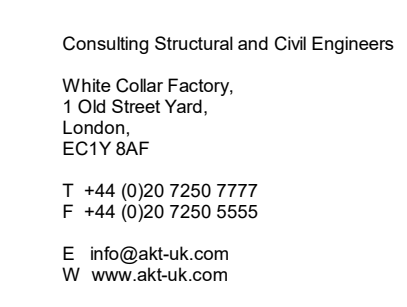 Consulting Structural and Civil Engineers
White Collar Factory,
1 Old Street Yard,
London,
EC1Y 8AF
T +44 (0)20 7250 7777
F +44 (0)20 7250 5555
E info@akt-uk.com
W www.akt-uk.com